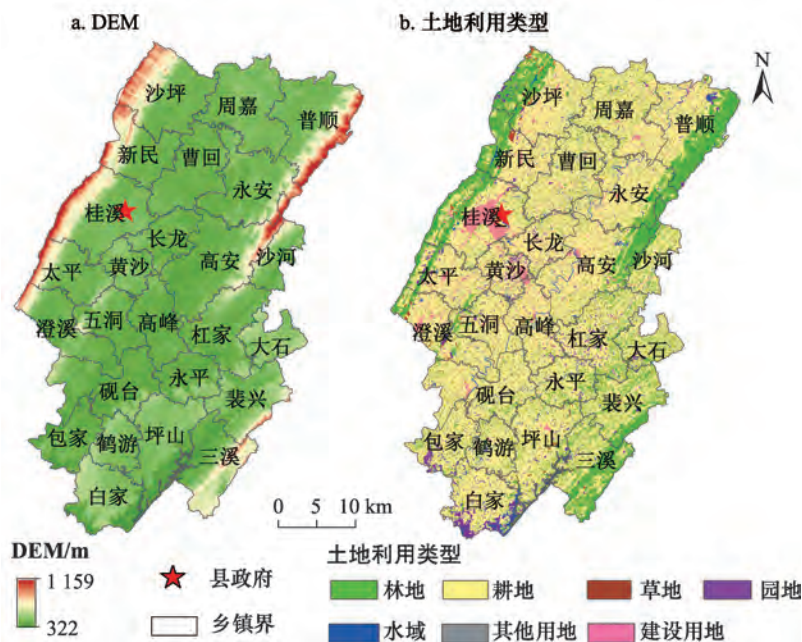 a. DEM
沙坪
周嘉
普顺
新民
曹回
永安
桂溪
长龙
太平
黄沙
高安
沙河
澄溪
五洞
高峰
杠家
大石
砚台
永平
裴兴
包家
鹤游
坪山
三溪
白家
b. 土地利用类型
N
沙坪
周嘉
普顺
新民
曹回
永安
桂溪
长龙
太平
黄沙
高安
沙河
澄溪
五洞
高峰
杠家
大石
砚台
永平
裴兴
包家
鹤游
坪山
三溪
白家
0 5 10 km
DEM/m
1 159
322
县政府
乡镇界
土地利用类型
林地 耕地 草地 园地
水域 其他用地 建设用地